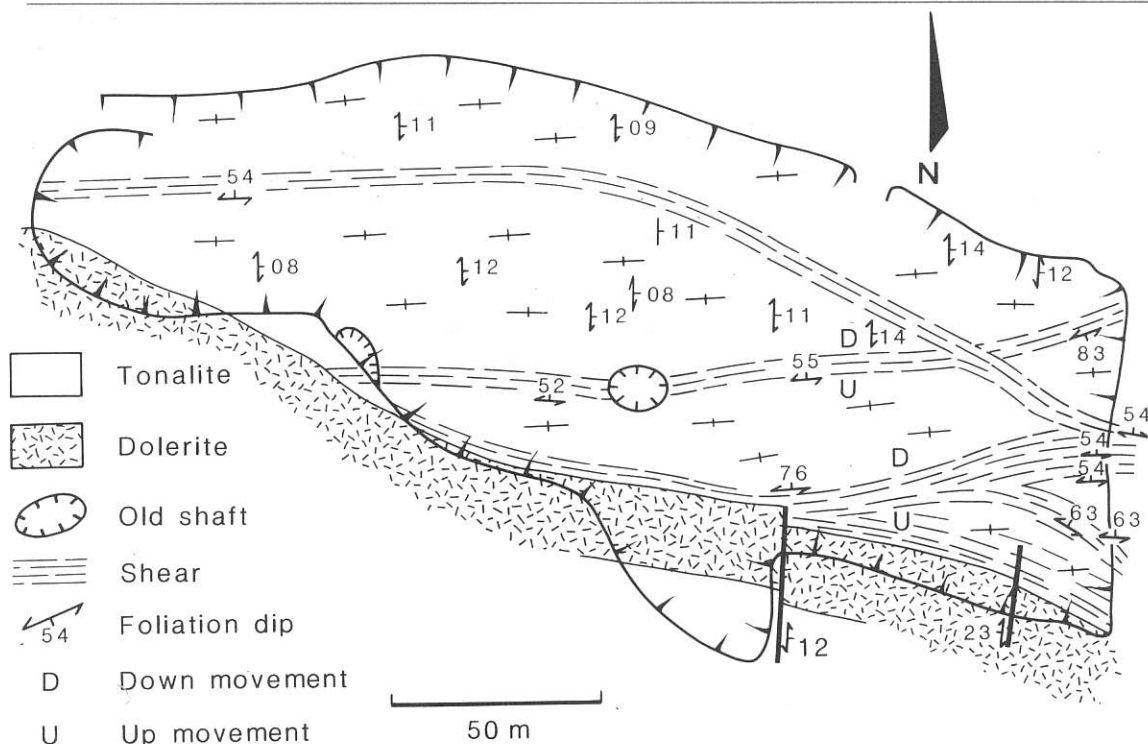 11
09
54
N
11
14
12
08
12
08
12
11
14
D
83
55
52
U
54
54
D
54
76
63
63
U
23
12
Tonalite
Dolerite
Old shaft
Shear
54
Foliation dip
D
Down movement
U
Up movement
50 m